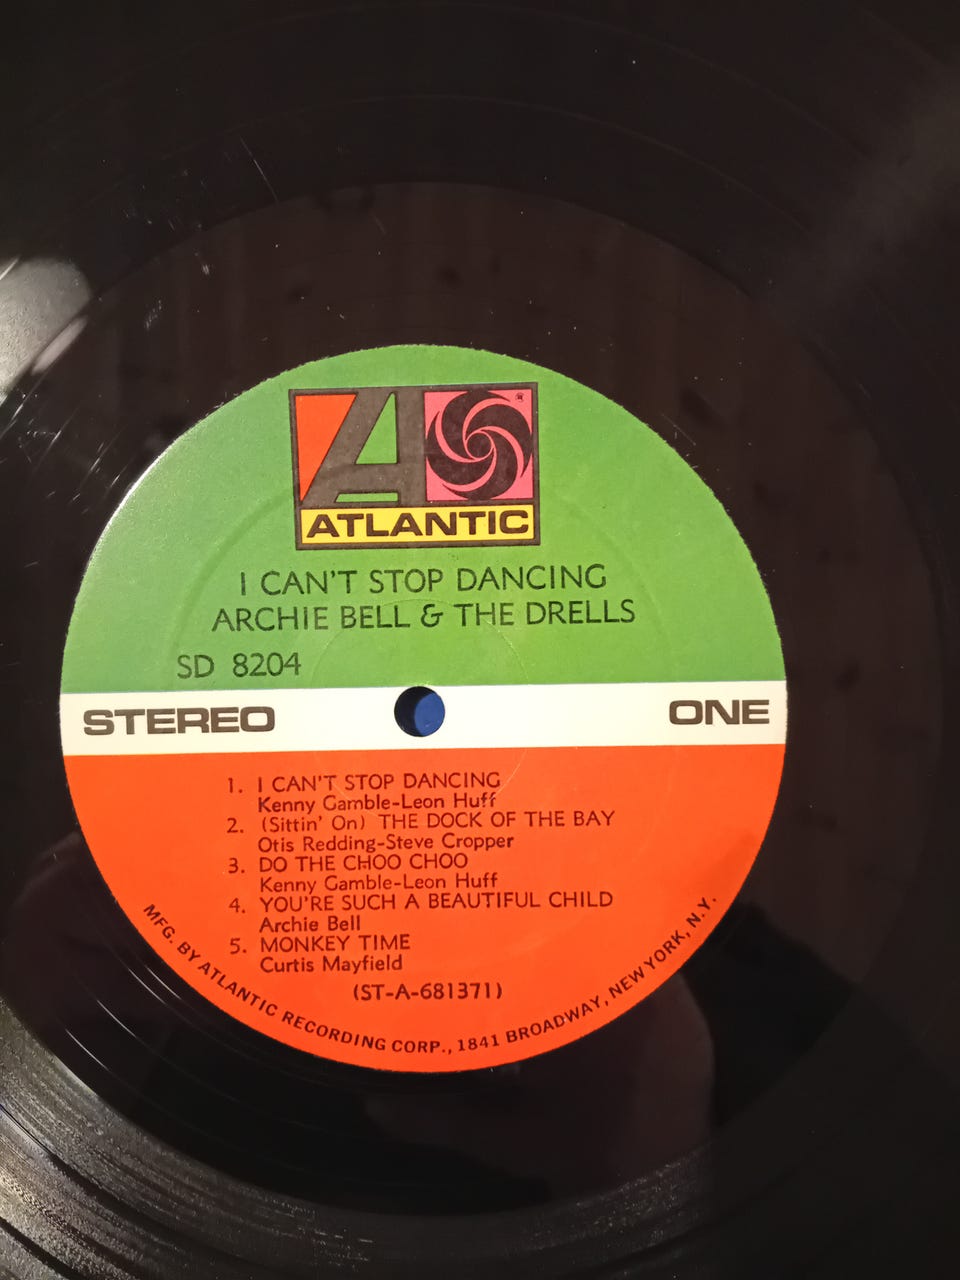 ATLANTIC
I CAN'T STOP DANCING
ARCHIE BELL & THE DRELLS
SD 8204
STEREO ONE
1. I CAN'T STOP DANCING
Kenny Gamble-Leon Huff
2. (Sittin' On) THE DOCK OF THE BAY
Otis Redding-Steve Cropper
3. DO THE CHOO CHOO
Kenny Gamble-Leon Huff
4. YOU'RE SUCH A BEAUTIFUL CHILD
Archie Bell
5. MONKEY TIME
Curtis Mayfield
(ST-A-681371)
MFG. BY ATLANTIC RECORDING CORP., 1841 BROADWAY, NEW YORK, N.Y.